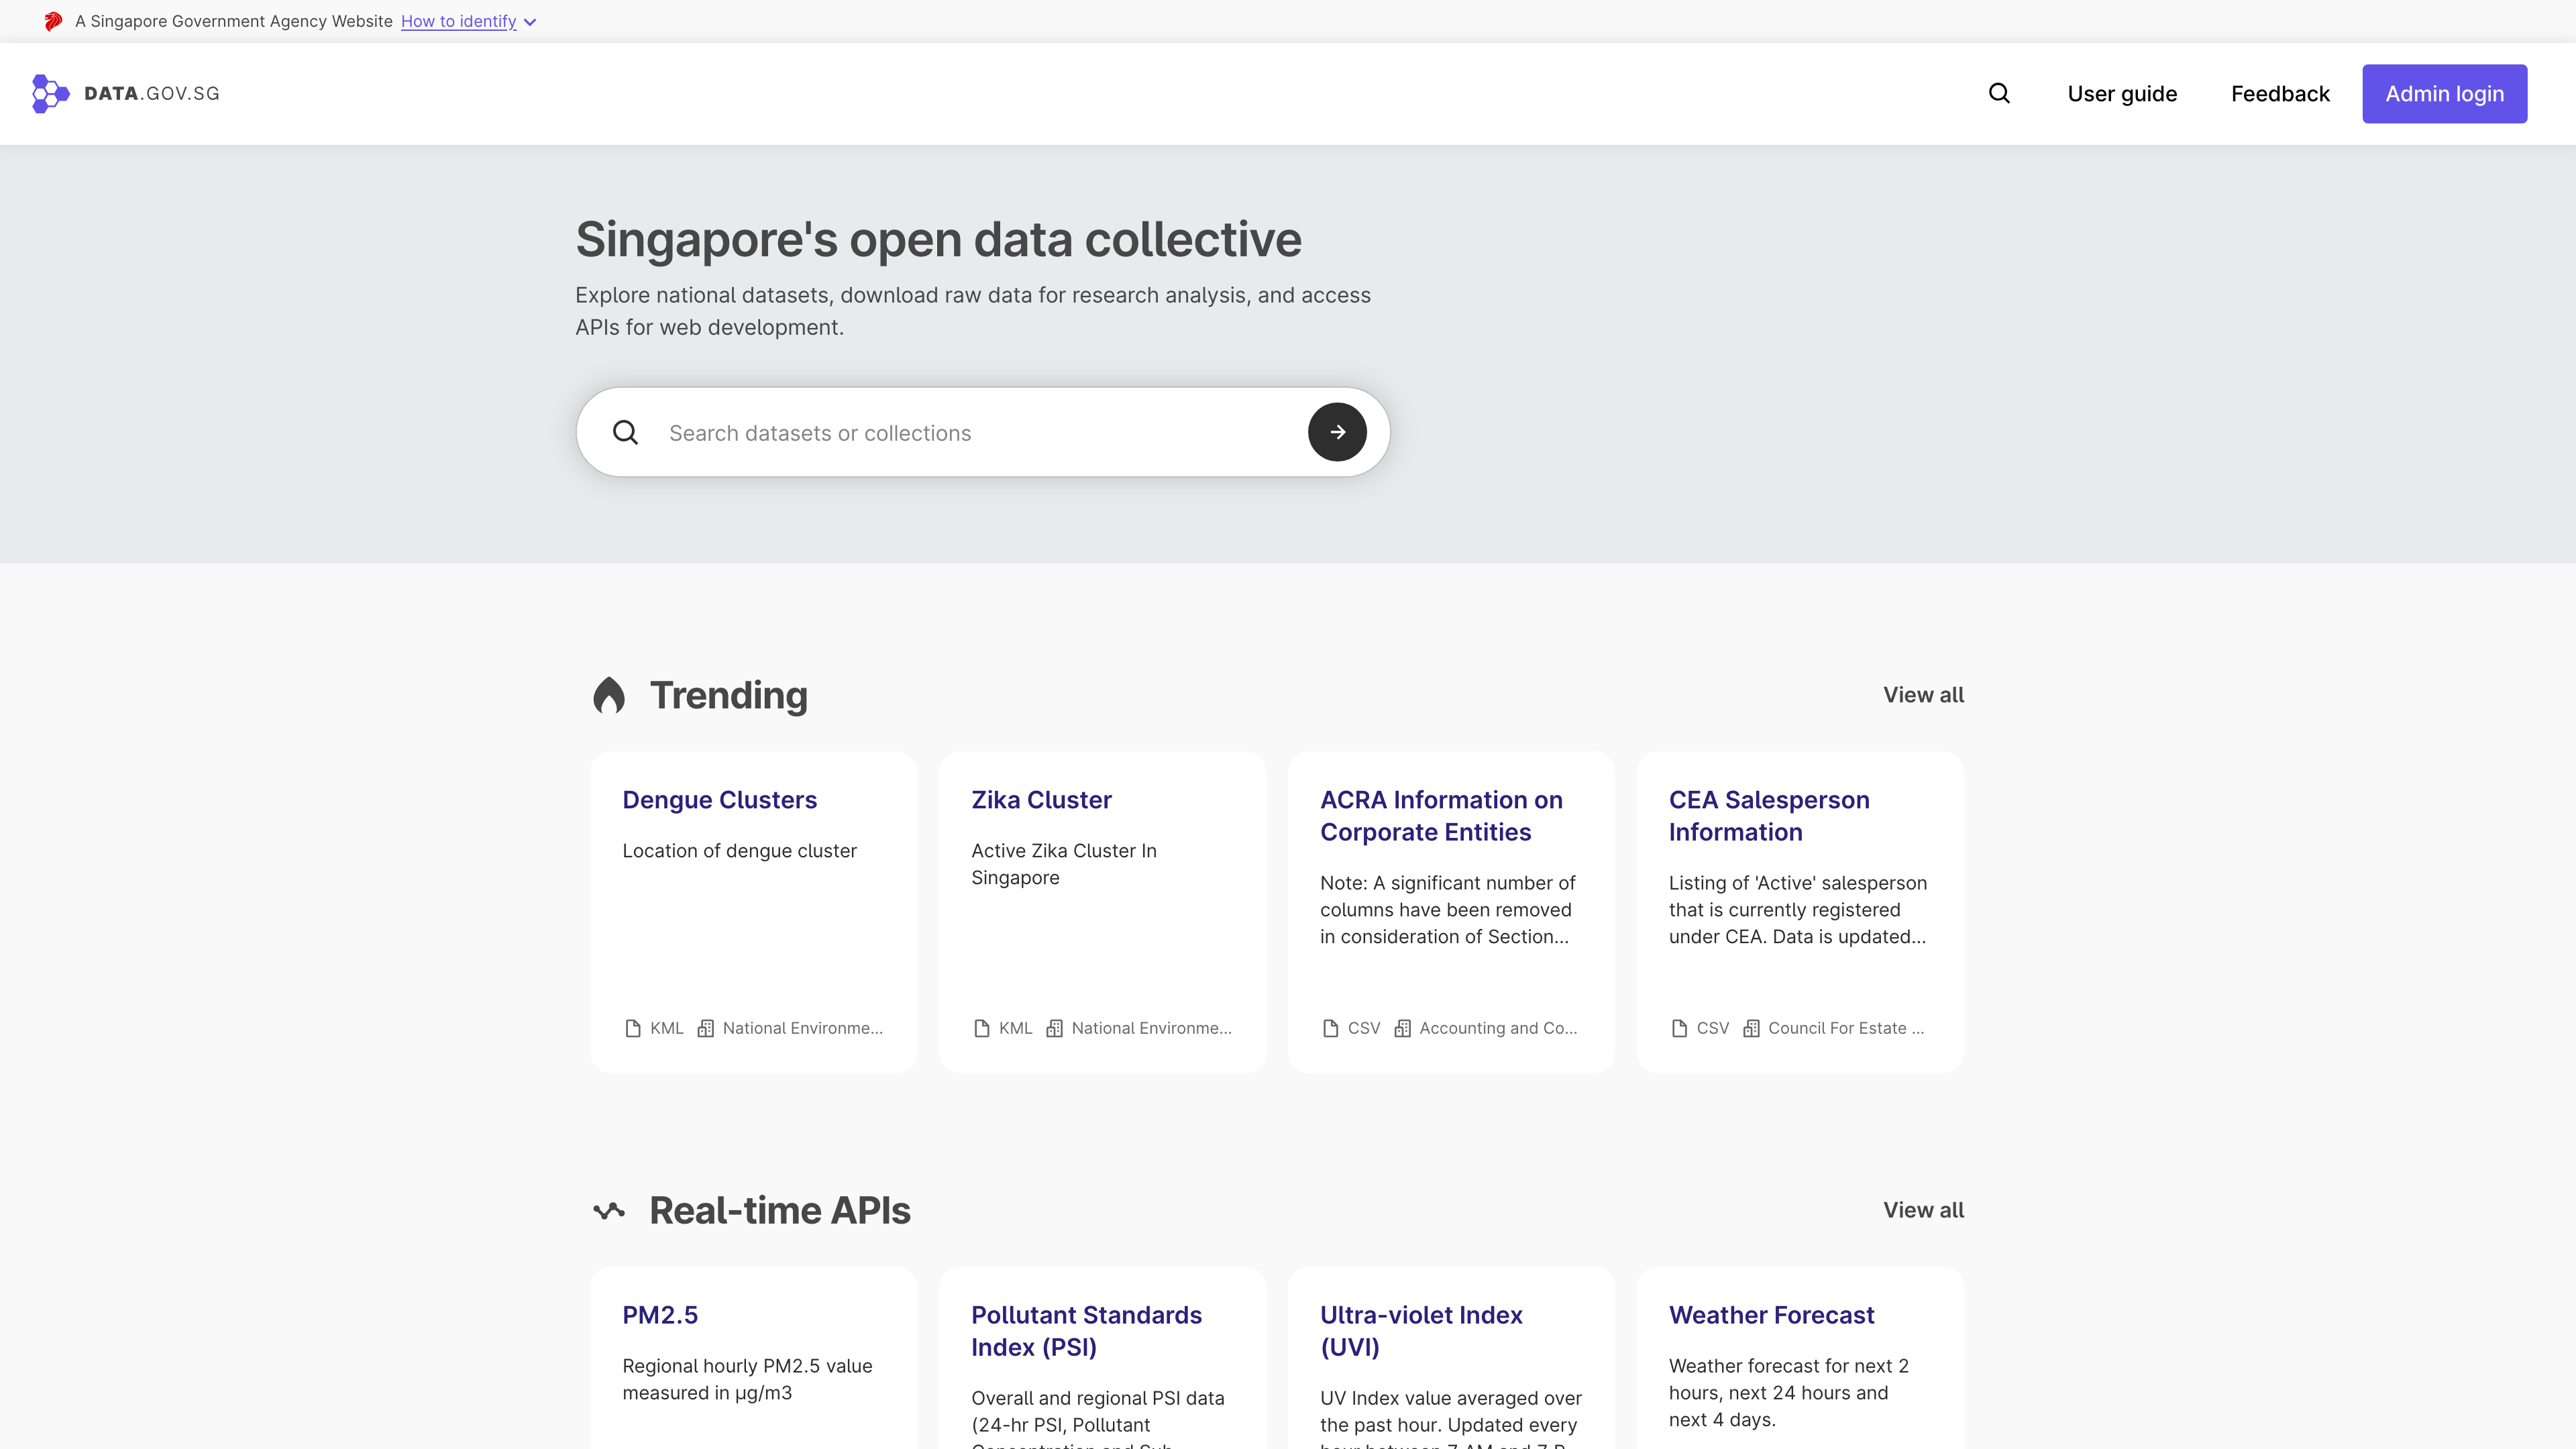 A Singapore Government Agency Website How to identify
DATA.GOV.SG
User guide
Feedback
Admin login
Singapore's open data collective
Explore national datasets, download raw data for research analysis, and access
APIs for web development.
Search datasets or collections
Trending
View all
Dengue Clusters
Location of dengue cluster
KML National Environme...
Zika Cluster
Active Zika Cluster In
Singapore
KML National Environme...
ACRA Information on
Corporate Entities
Note: A significant number of
columns have been removed
in consideration of Section...
CSV Accounting and Co...
CEA Salesperson
Information
Listing of 'Active' salesperson
that is currently registered
under CEA. Data is updated...
CSV Council For Estate ...
Real-time APIs
View all
PM2.5
Regional hourly PM2.5 value
measured in µg/m3
Pollutant Standards
Index (PSI)
Overall and regional PSI data
(24-hr PSI, Pollutant
Ultra-violet Index
(UVI)
UV Index value averaged over
the past hour. Updated every
Weather Forecast
Weather forecast for next 2
hours, next 24 hours and
next 4 days.